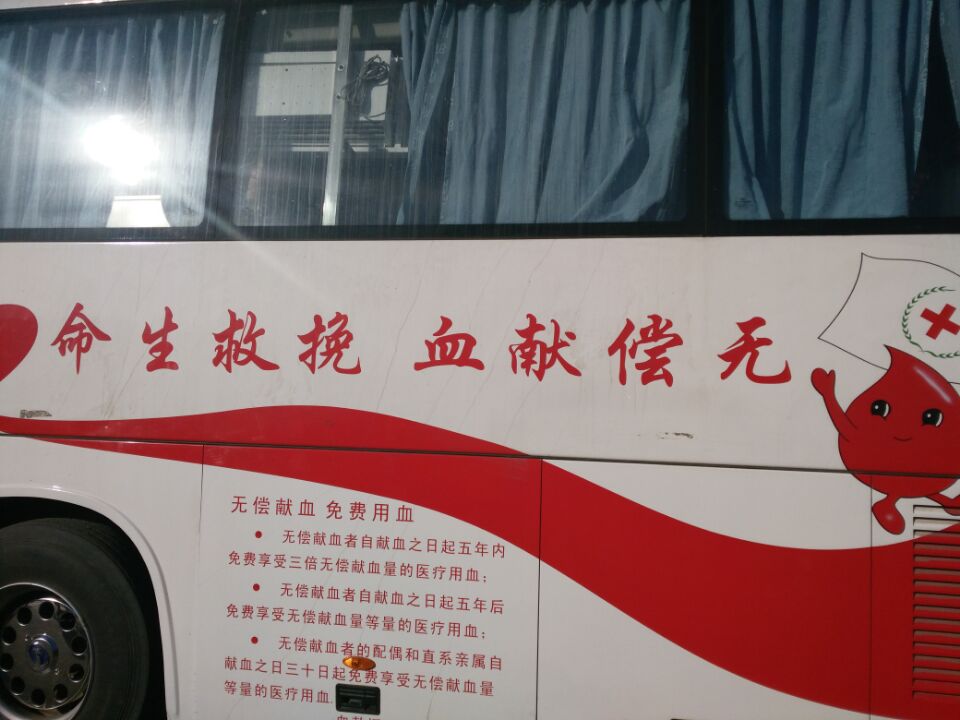 无偿献血 挽救生命
无偿献血 免费用血
• 无偿献血者自献血之日起五年内
免费享受三倍无偿献血量的医疗用血；
• 无偿献血者自献血之日起五年后
免费享受无偿献血量等量的医疗用血；
• 无偿献血者的配偶和直系亲属自
献血之日三十日起免费享受无偿献血量
等量的医疗用血